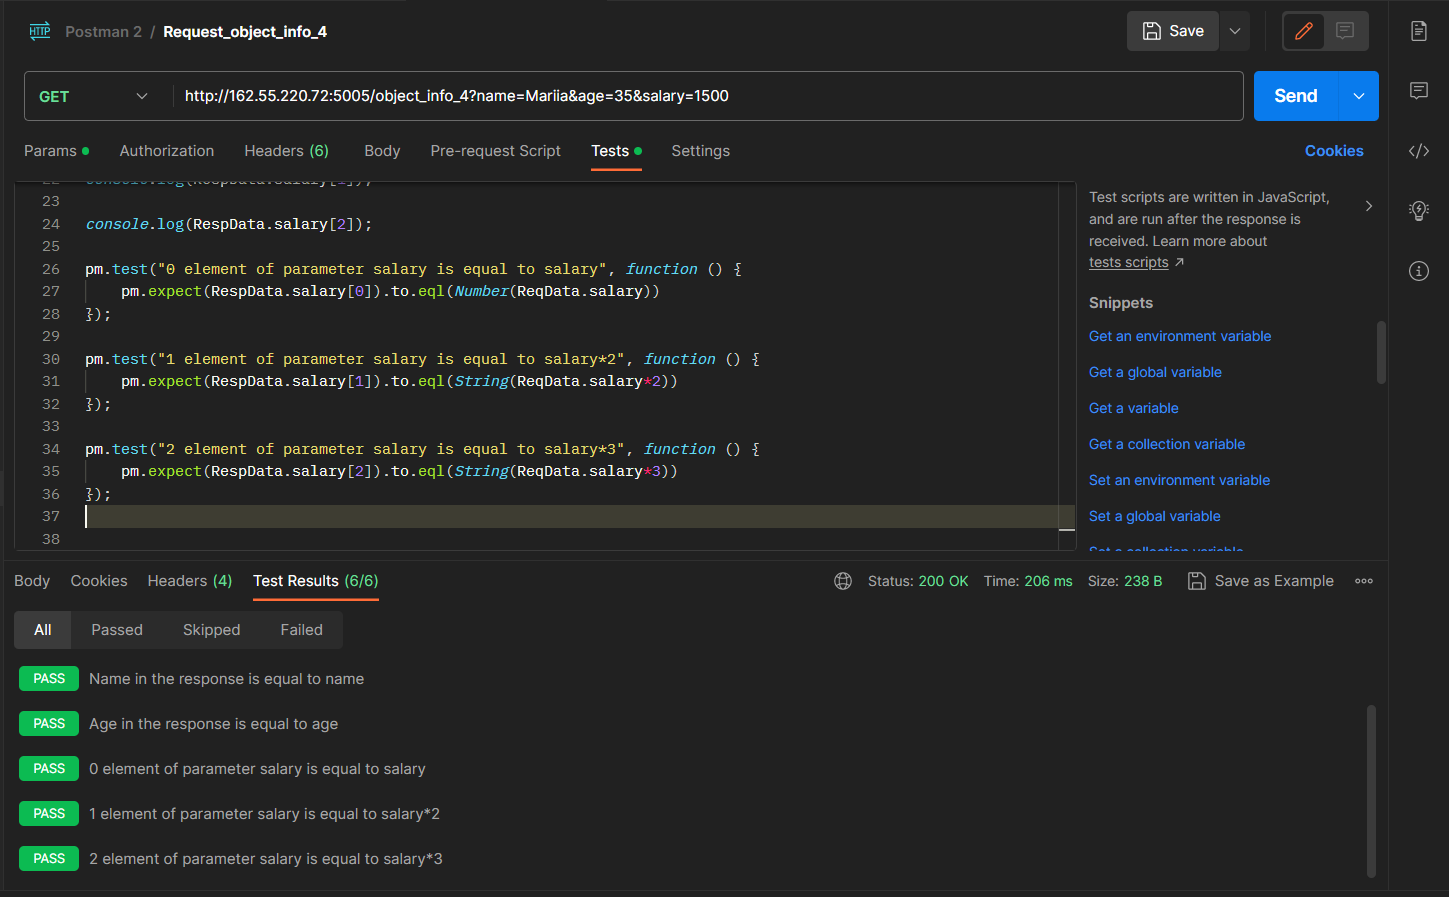 HTTP Postman 2 / Request_object_info_4
Save
GET http://162.55.220.72:5005/object_info_4?name=Mariia&age=35&salary=1500
Send
Params Authorization Headers (6) Body Pre-request Script Tests Settings
Cookies
22 console.log(RespData.salary[1]);
23
24 console.log(RespData.salary[2]);
25
26 pm.test("0 element of parameter salary is equal to salary", function () {
27 pm.expect(RespData.salary[0]).to.eql(Number(ReqData.salary))
28 });
29
30 pm.test("1 element of parameter salary is equal to salary*2", function () {
31 pm.expect(RespData.salary[1]).to.eql(String(ReqData.salary*2))
32 });
33
34 pm.test("2 element of parameter salary is equal to salary*3", function () {
35 pm.expect(RespData.salary[2]).to.eql(String(ReqData.salary*3))
36 });
37
38
Test scripts are written in JavaScript,
and are run after the response is
received. Learn more about
tests scripts ↗
Snippets
Get an environment variable
Get a global variable
Get a variable
Get a collection variable
Set an environment variable
Set a global variable
Set a collection variable
Body Cookies Headers (4) Test Results (6/6)
Status: 200 OK Time: 206 ms Size: 238 B Save as Example
All Passed Skipped Failed
PASS Name in the response is equal to name
PASS Age in the response is equal to age
PASS 0 element of parameter salary is equal to salary
PASS 1 element of parameter salary is equal to salary*2
PASS 2 element of parameter salary is equal to salary*3